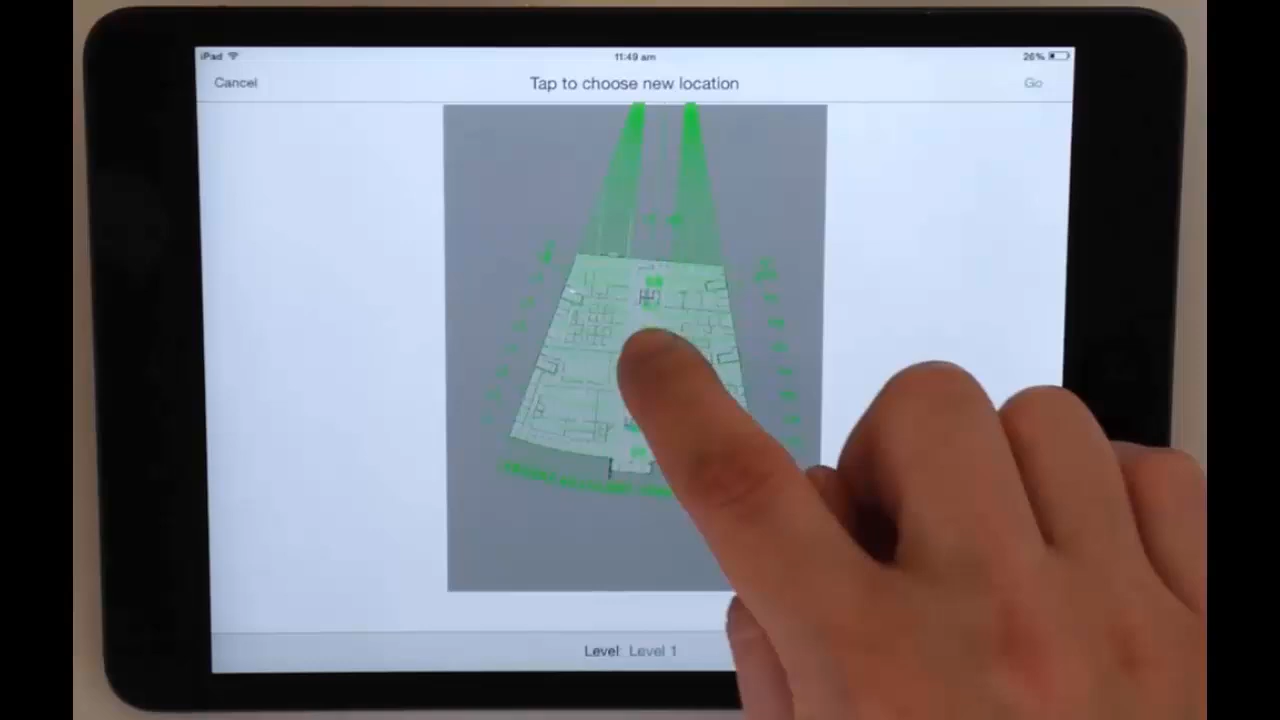 iPad
11:49 am
26%
Cancel
Tap to choose new location
Go
Level: Level 1